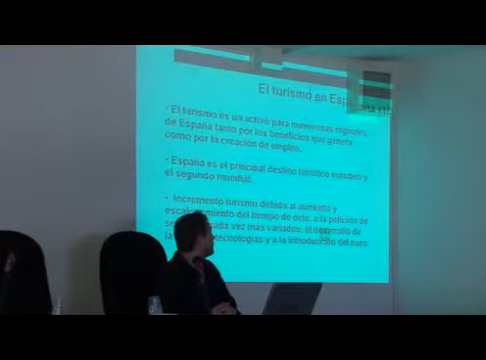 El turismo en España
· El turismo es un activo para numerosas regiones
de España tanto por los beneficios que genera
como por la creación de empleo.
· España es el principal destino turístico europeo y
el segundo mundial.
· Incremento turismo debido al aumento y
del tiempo de ocio, a la petición de
cada vez más variados, al desarrollo de
tecnologías y a la introducción del euro